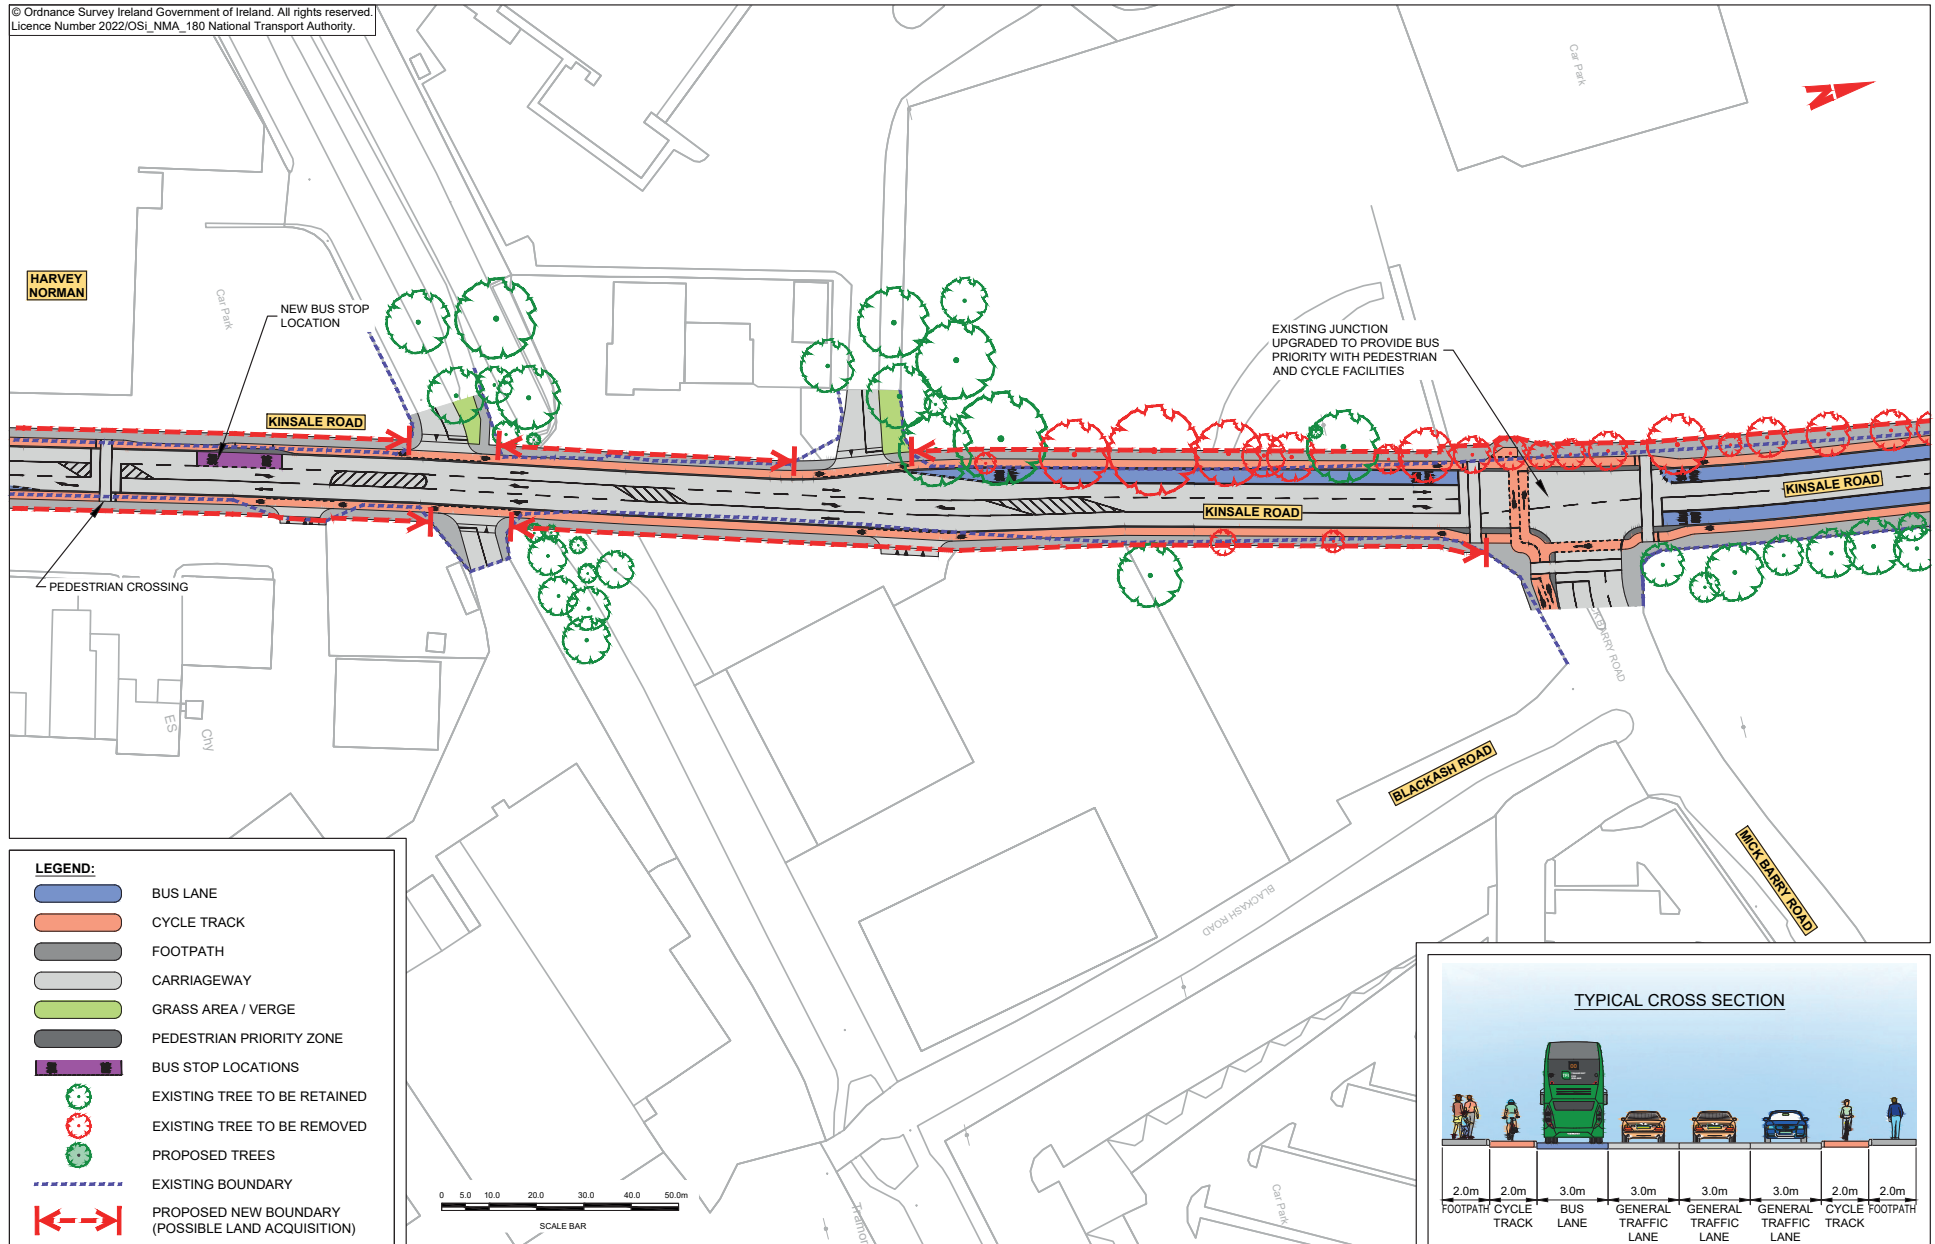 © Ordnance Survey Ireland Government of Ireland. All rights reserved.
Licence Number 2022/OSi_NMA_180 National Transport Authority.
Car Park
N
HARVEY
NORMAN
Car Park
NEW BUS STOP
LOCATION
EXISTING JUNCTION
UPGRADED TO PROVIDE BUS
PRIORITY WITH PEDESTRIAN
AND CYCLE FACILITIES
KINSALE ROAD
KINSALE ROAD
KINSALE ROAD
PEDESTRIAN CROSSING
ES
Chy
BARRY ROAD
BLACKASH ROAD
BLACKASH ROAD
MICK BARRY ROAD
LEGEND:
BUS LANE
CYCLE TRACK
FOOTPATH
CARRIAGEWAY
GRASS AREA / VERGE
PEDESTRIAN PRIORITY ZONE
BUS STOP LOCATIONS
EXISTING TREE TO BE RETAINED
EXISTING TREE TO BE REMOVED
PROPOSED TREES
EXISTING BOUNDARY
PROPOSED NEW BOUNDARY
(POSSIBLE LAND ACQUISITION)
0 5.0 10.0 20.0 30.0 40.0 50.0m
SCALE BAR
Tramor
Car Park
TYPICAL CROSS SECTION
2.0m 2.0m 3.0m 3.0m 3.0m 3.0m 2.0m 2.0m
FOOTPATH CYCLE TRACK BUS LANE GENERAL TRAFFIC LANE GENERAL TRAFFIC LANE GENERAL TRAFFIC LANE CYCLE TRACK FOOTPATH